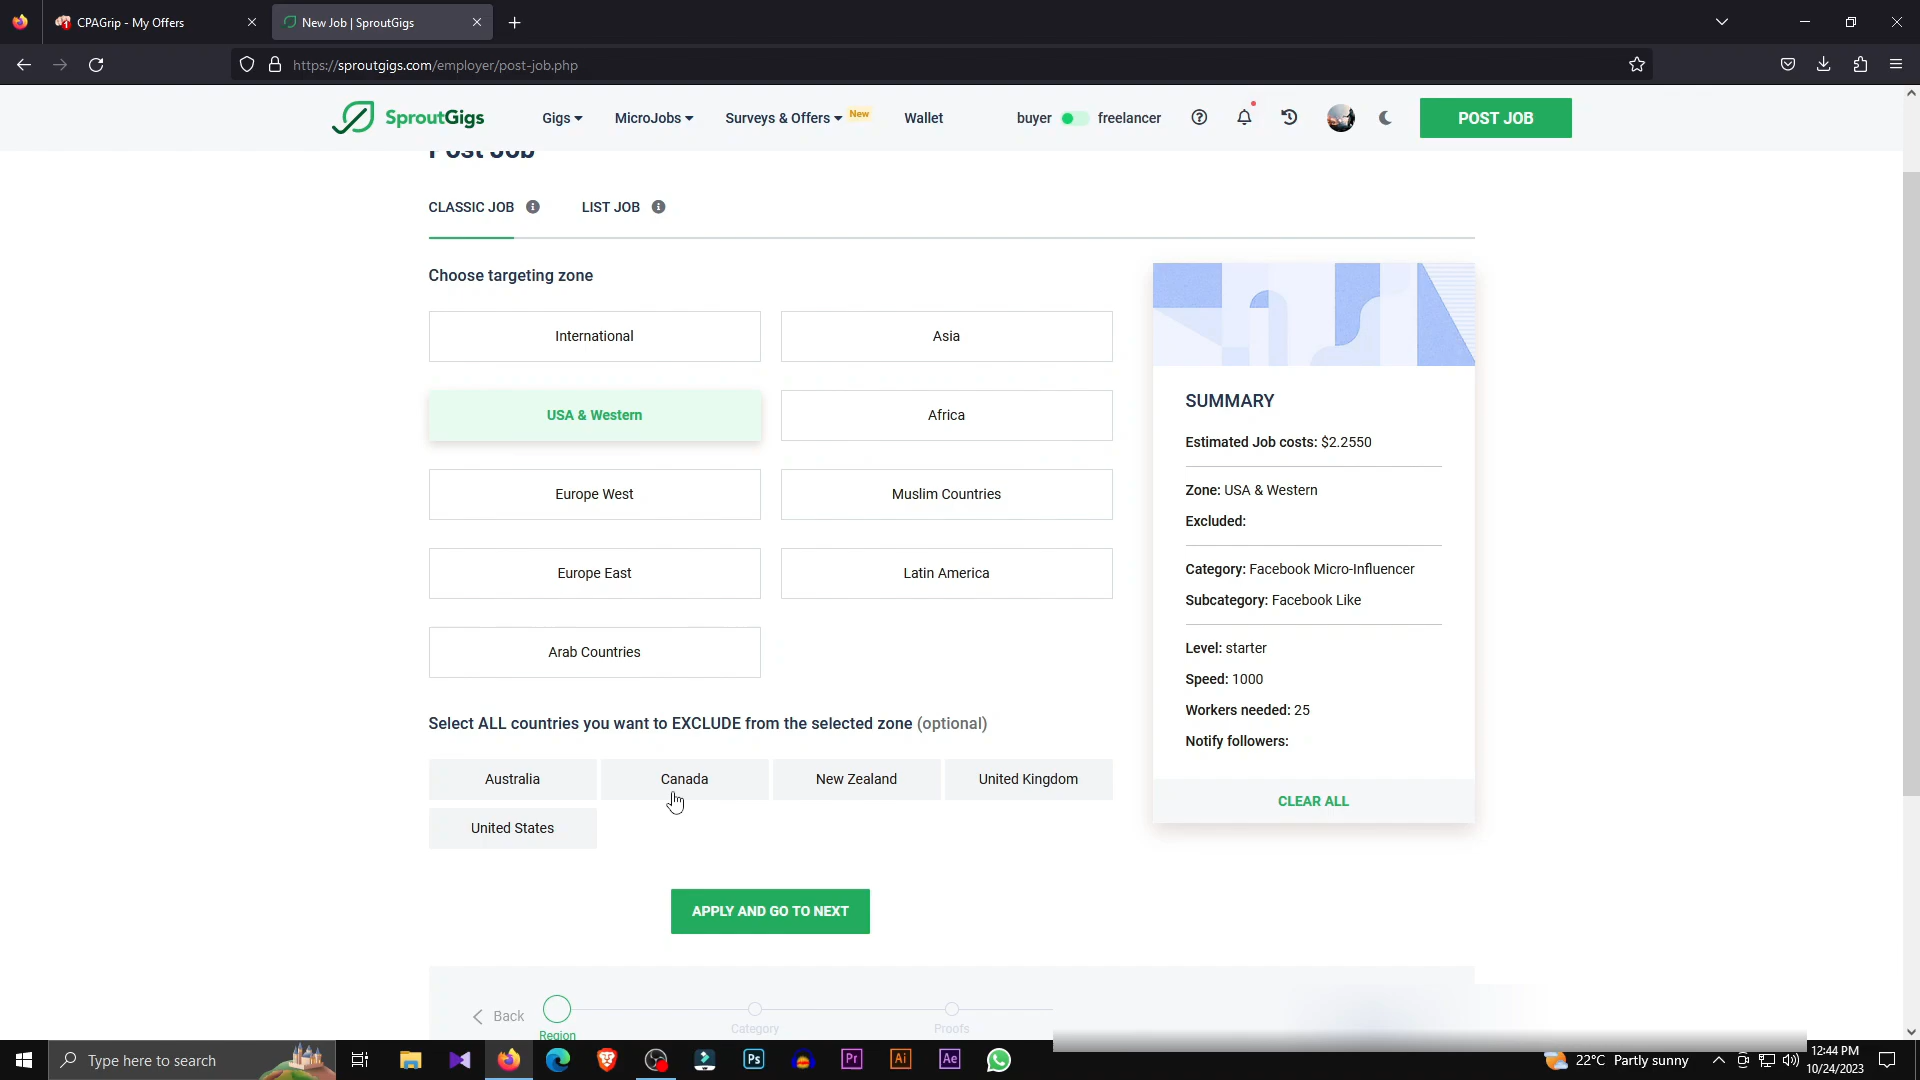 CPAGrip - My Offers
New Job | SproutGigs
https://sproutgigs.com/employer/post-job.php
SproutGigs
Gigs
MicroJobs
Surveys & Offers
New
Wallet
buyer
freelancer
POST JOB
Post Job
CLASSIC JOB
LIST JOB
Choose targeting zone
International
Asia
USA & Western
Africa
Europe West
Muslim Countries
Europe East
Latin America
Arab Countries
Select ALL countries you want to EXCLUDE from the selected zone (optional)
Australia
Canada
New Zealand
United Kingdom
United States
APPLY AND GO TO NEXT
SUMMARY
Estimated Job costs: $2.2550
Zone: USA & Western
Excluded:
Category: Facebook Micro-Influencer
Subcategory: Facebook Like
Level: starter
Speed: 1000
Workers needed: 25
Notify followers:
CLEAR ALL
Back
Region
Category
Proofs
Type here to search
Ps
Pr
Ai
Ae
22°C Partly sunny
12:44 PM
10/24/2023